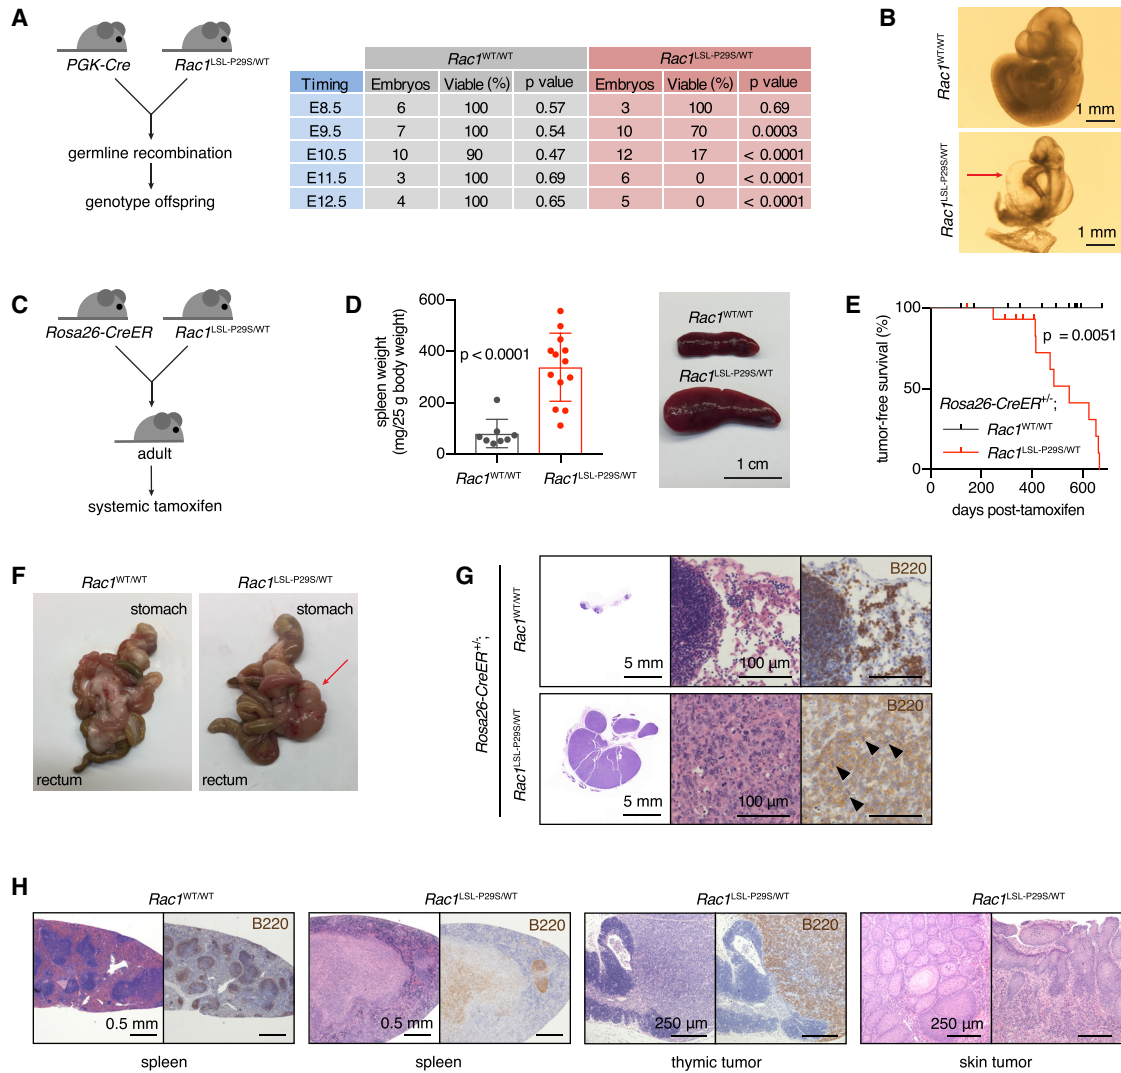 A
PGK-Cre
Rac1LSL-P29S/WT
germline recombination
genotype offspring
Rac1WT/WT Rac1LSL-P29S/WT
Timing Embryos Viable (%) p value Embryos Viable (%) p value
E8.5 6 100 0.57 3 100 0.69
E9.5 7 100 0.54 10 70 0.0003
E10.5 10 90 0.47 12 17 < 0.0001
E11.5 3 100 0.69 6 0 < 0.0001
E12.5 4 100 0.65 5 0 < 0.0001
B
Rac1WT/WT
1 mm
Rac1LSL-P29S/WT
1 mm
C
Rosa26-CreER
Rac1LSL-P29S/WT
adult
systemic tamoxifen
D
spleen weight
(mg/25 g body weight)
600
400
200
0
p < 0.0001
Rac1WT/WT
Rac1LSL-P29S/WT
Rac1WT/WT
Rac1LSL-P29S/WT
1 cm
E
tumor-free survival (%)
100
50
0
p = 0.0051
Rosa26-CreER+/-;
Rac1WT/WT
Rac1LSL-P29S/WT
0 200 400 600
days post-tamoxifen
F
Rac1WT/WT
stomach
rectum
Rac1LSL-P29S/WT
stomach
rectum
G
Rosa26-CreER+/-;
Rac1WT/WT
5 mm
100 µm
B220
Rac1LSL-P29S/WT
5 mm
100 µm
B220
H
Rac1WT/WT
B220
0.5 mm
spleen
Rac1LSL-P29S/WT
B220
0.5 mm
spleen
Rac1LSL-P29S/WT
B220
250 µm
thymic tumor
Rac1LSL-P29S/WT
250 µm
skin tumor